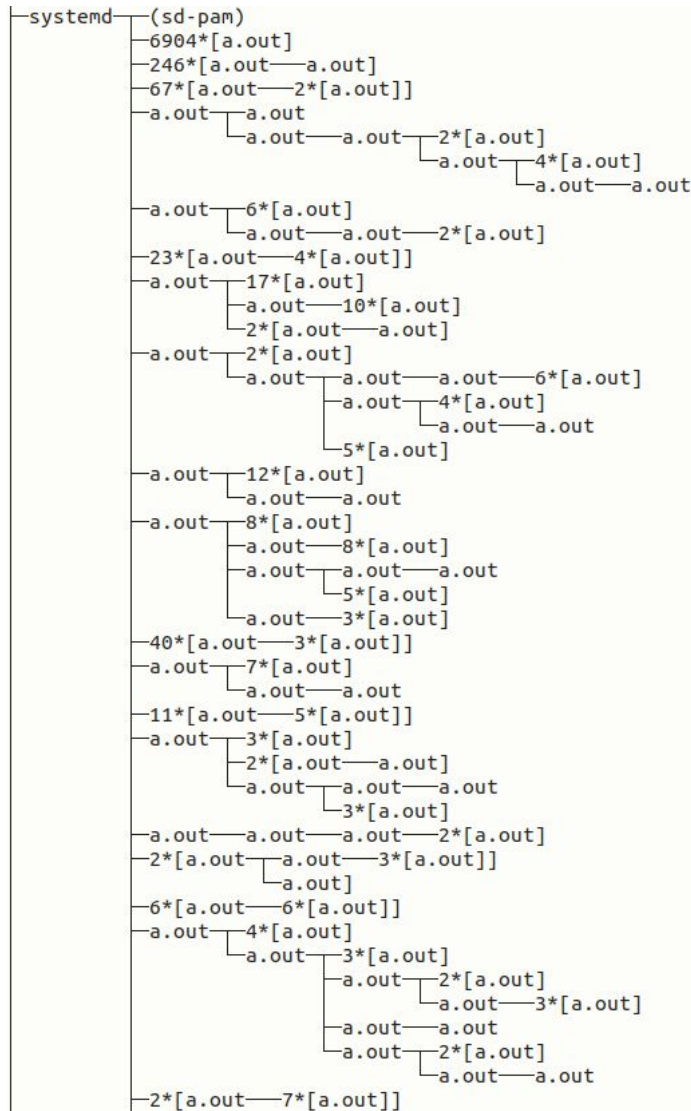 systemd (sd-pam)
6904*[a.out]
246*[a.out a.out]
67*[a.out 2*[a.out]]
a.out a.out
a.out a.out 2*[a.out]
a.out 4*[a.out]
a.out a.out
a.out 6*[a.out]
a.out a.out 2*[a.out]
23*[a.out 4*[a.out]]
a.out 17*[a.out]
a.out 10*[a.out]
2*[a.out a.out]
a.out 2*[a.out]
a.out a.out a.out 6*[a.out]
a.out 4*[a.out]
a.out a.out
5*[a.out]
a.out 12*[a.out]
a.out a.out
a.out 8*[a.out]
a.out 8*[a.out]
a.out a.out a.out
5*[a.out]
a.out 3*[a.out]
40*[a.out 3*[a.out]]
a.out 7*[a.out]
a.out a.out
11*[a.out 5*[a.out]]
a.out 3*[a.out]
2*[a.out a.out]
a.out a.out a.out
3*[a.out]
a.out a.out a.out 2*[a.out]
2*[a.out a.out 3*[a.out]]
a.out]
6*[a.out 6*[a.out]]
a.out 4*[a.out]
a.out 3*[a.out]
a.out 2*[a.out]
a.out 3*[a.out]
a.out a.out
a.out 2*[a.out]
a.out a.out
2*[a.out 7*[a.out]]